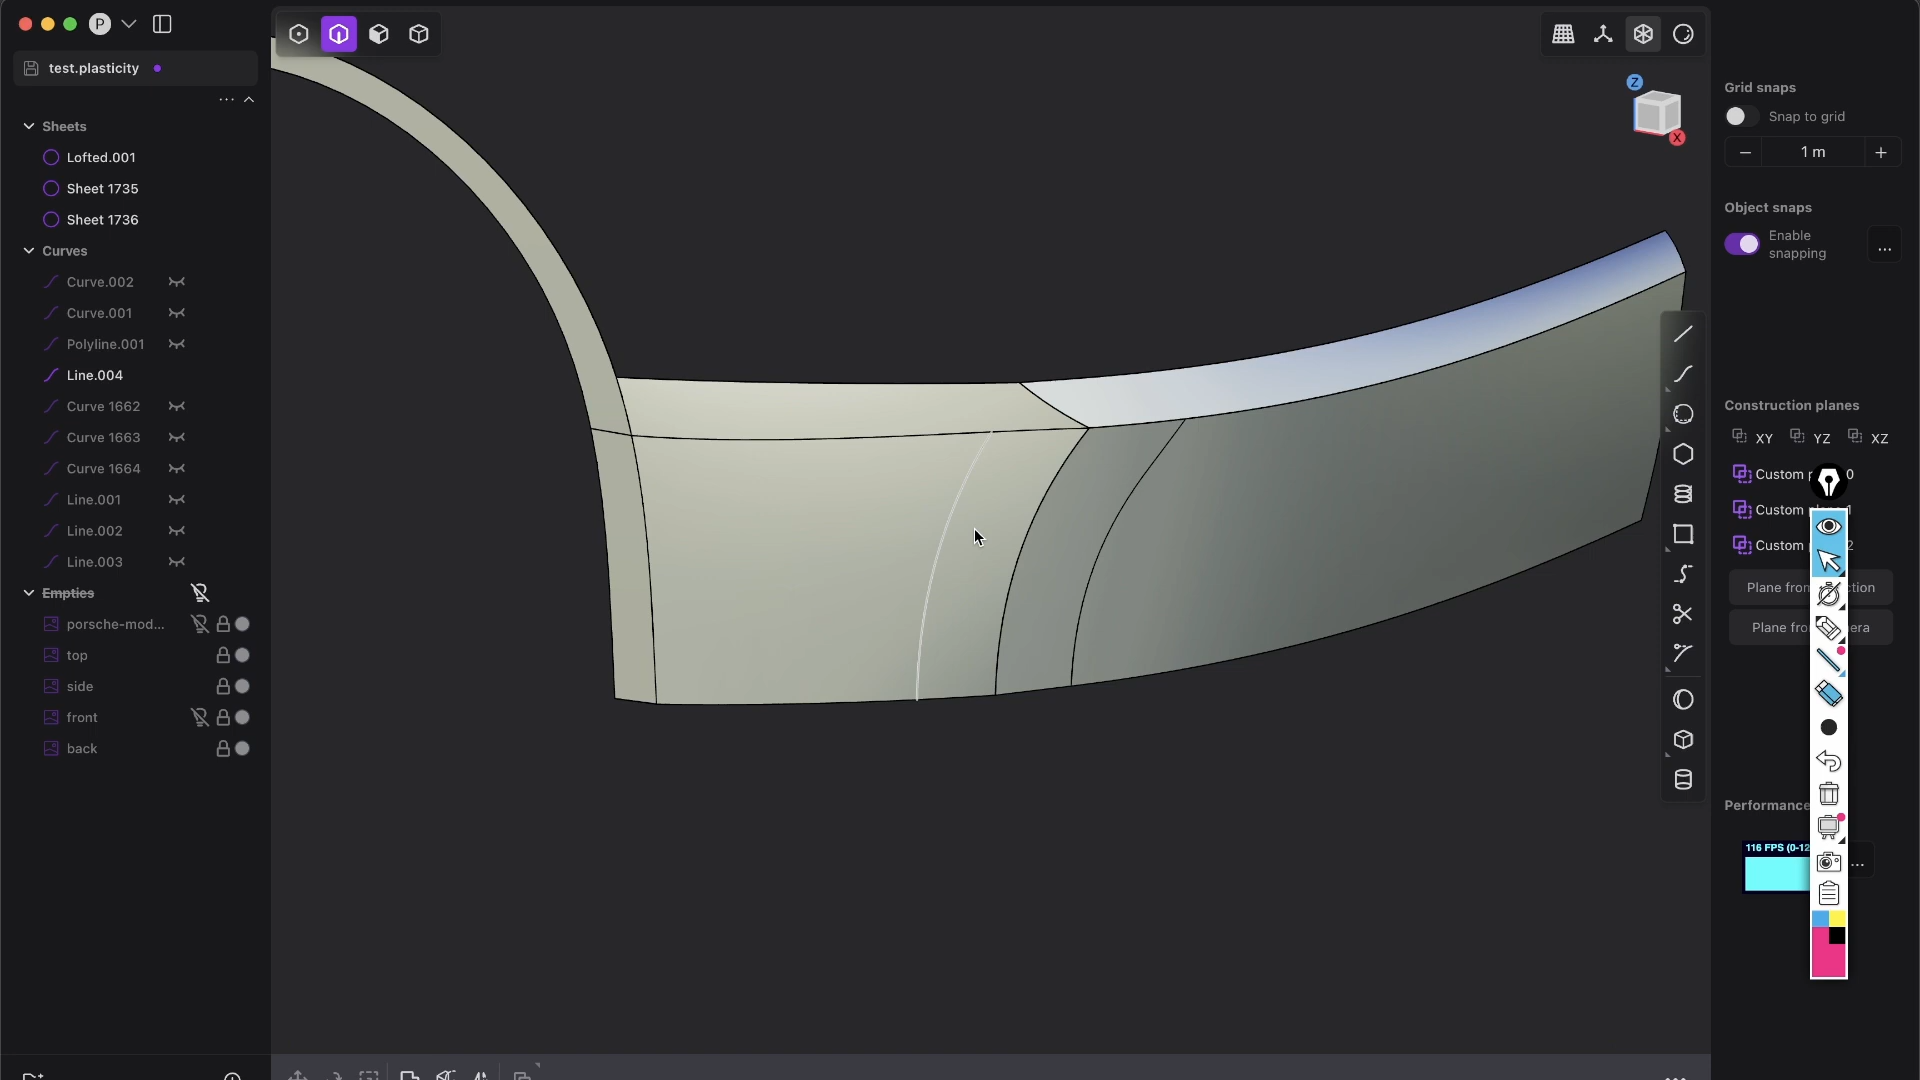 P
test.plasticity
Sheets
Lofted.001
Sheet 1735
Sheet 1736
Curves
Curve.002
Curve.001
Polyline.001
Line.004
Curve 1662
Curve 1663
Curve 1664
Line.001
Line.002
Line.003
Empties
porsche-mod...
top
side
front
back
Z
X
Grid snaps
Snap to grid
1 m
Object snaps
Enable
snapping
Construction planes
XY YZ XZ
Custom p 0
Custom 1
Custom 2
Plane from ction
Plane fro era
Performance
116 FPS (0-12